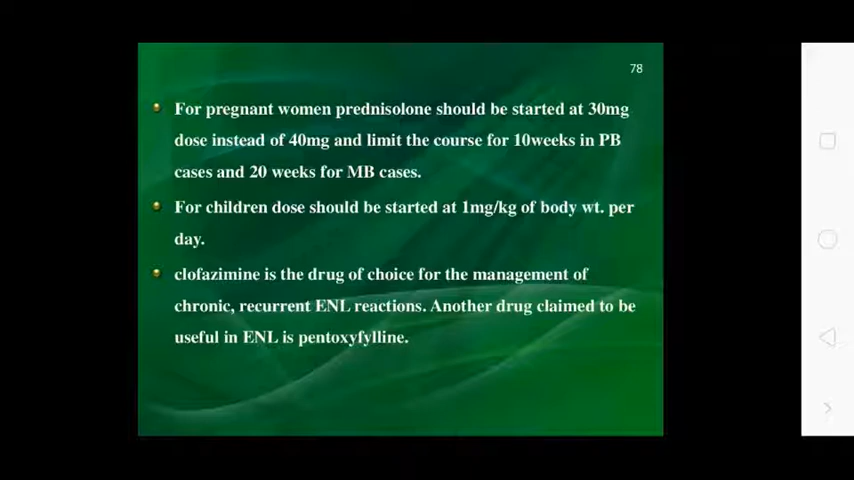 78
For pregnant women prednisolone should be started at 30mg
dose instead of 40mg and limit the course for 10weeks in PB
cases and 20 weeks for MB cases.
For children dose should be started at 1mg/kg of body wt. per
day.
clofazimine is the drug of choice for the management of
chronic, recurrent ENL reactions. Another drug claimed to be
useful in ENL is pentoxyfylline.